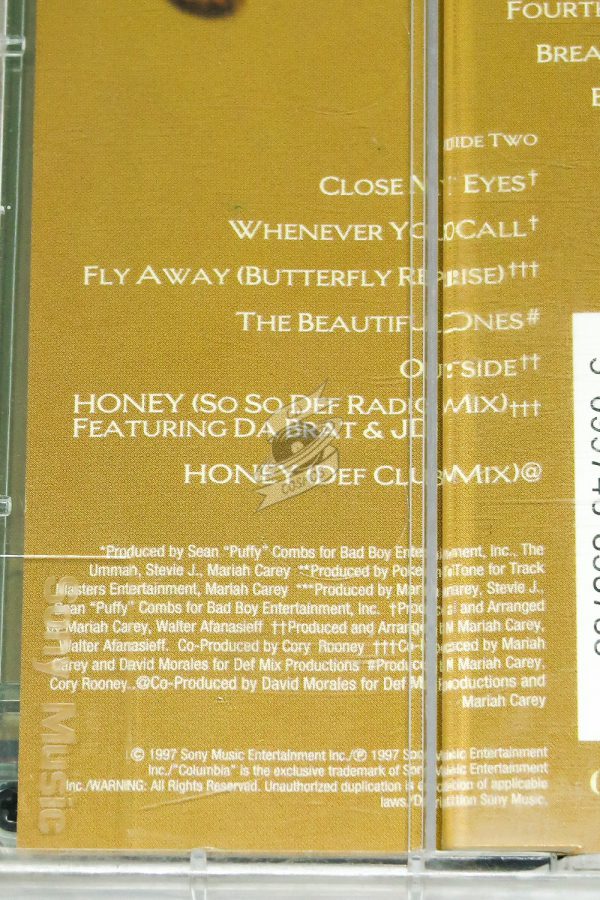 FOURTH
BREA
SIDE TWO
CLOSE MY EYES†
WHENEVER YOU CALL†
FLY AWAY (BUTTERFLY REPRISE)†††
THE BEAUTIFUL ONES#
OUTSIDE††
HONEY (SO SO DEF RADIO MIX)†††
FEATURING DA BRAT & JD
HONEY (DEF CLUB MIX)@
*Produced by Sean "Puffy" Combs for Bad Boy Entertainment, Inc., The
Ummah, Stevie J., Mariah Carey **Produced by Poke & Tone for Track
Masters Entertainment, Mariah Carey ***Produced by Mariah Carey, Stevie J.,
Sean "Puffy" Combs for Bad Boy Entertainment, Inc. †Produced and Arranged
by Mariah Carey, Walter Afanasieff ††Produced and Arranged by Mariah Carey,
Walter Afanasieff. Co-Produced by Cory Rooney †††Co-Produced by Mariah
Carey and David Morales for Def Mix Productions #Produced by Mariah Carey,
Cory Rooney. @Co-Produced by David Morales for Def Mix Productions and
Mariah Carey
© 1997 Sony Music Entertainment Inc./℗ 1997 Sony Music Entertainment
Inc./"Columbia" is the exclusive trademark of Sony Music Entertainment
Inc./WARNING: All Rights Reserved. Unauthorized duplication is a violation of applicable
laws./Distribution Sony Music.
Sony Music